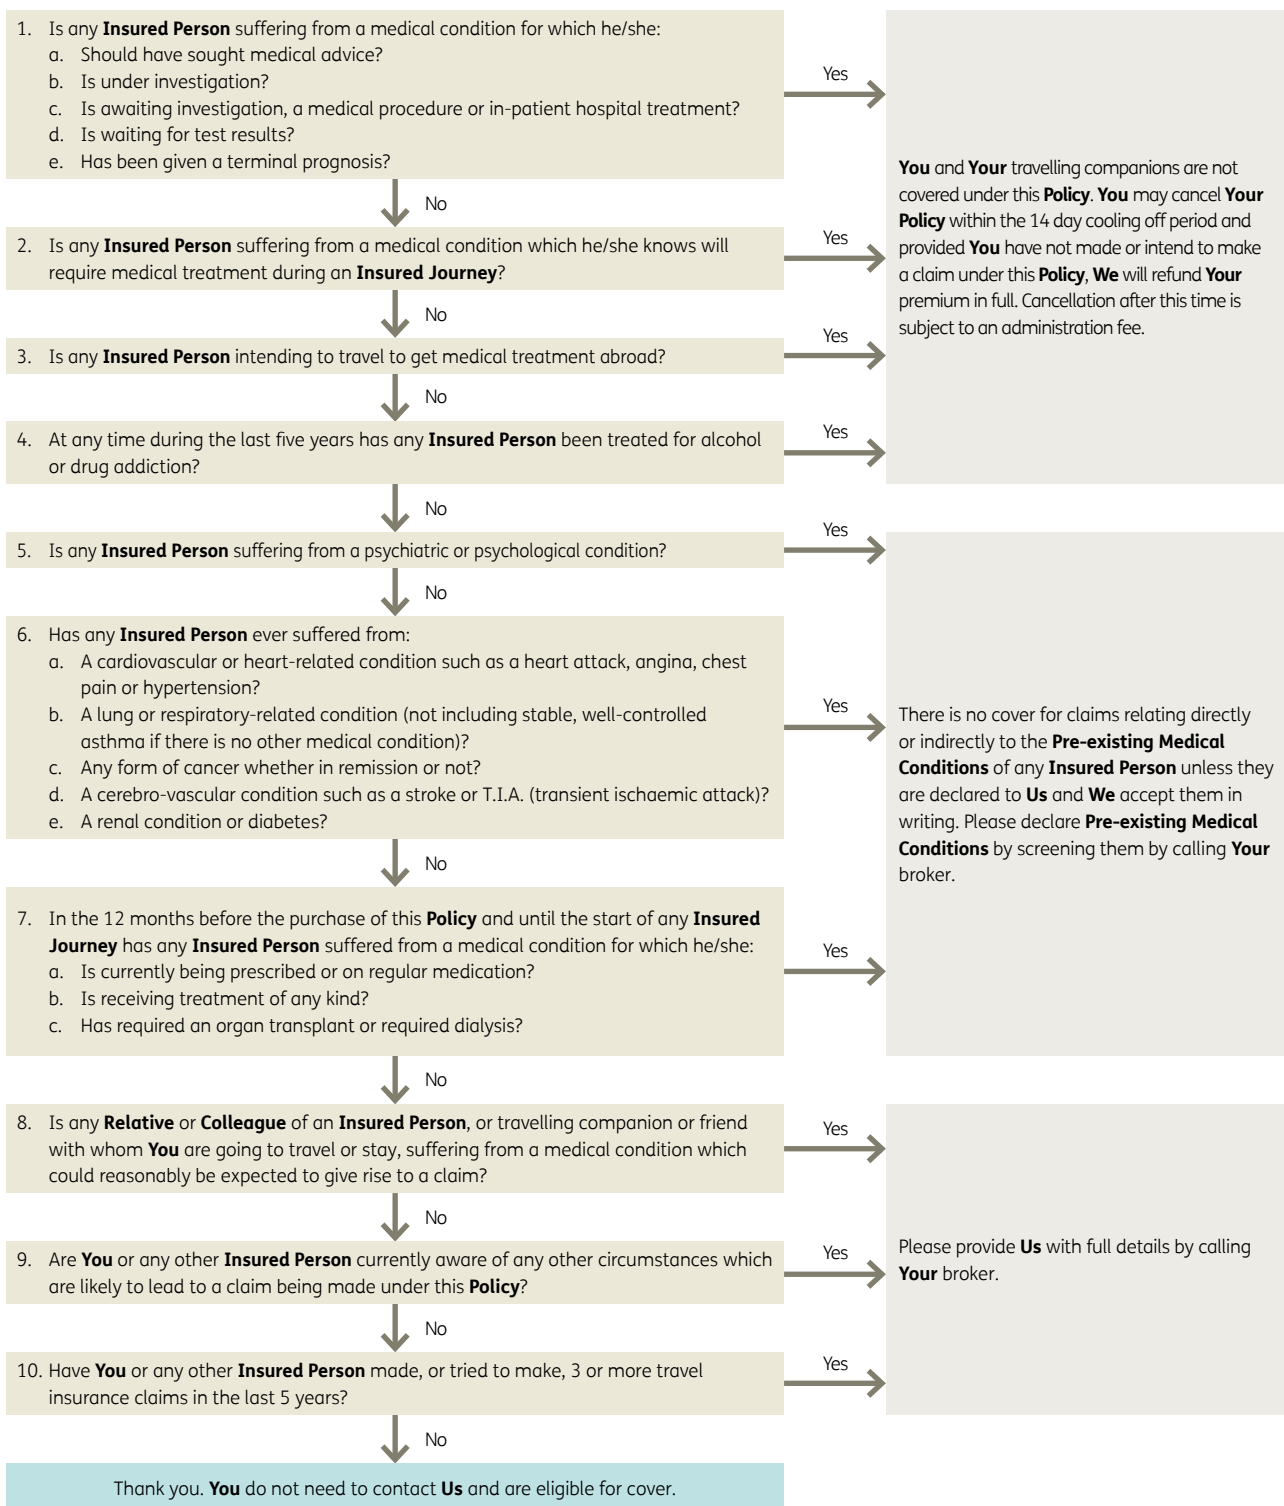 1. Is any Insured Person suffering from a medical condition for which he/she:
a. Should have sought medical advice?
b. Is under investigation?
c. Is awaiting investigation, a medical procedure or in-patient hospital treatment?
d. Is waiting for test results?
e. Has been given a terminal prognosis?
Yes
No
2. Is any Insured Person suffering from a medical condition which he/she knows will
require medical treatment during an Insured Journey?
Yes
No
3. Is any Insured Person intending to travel to get medical treatment abroad?
Yes
No
4. At any time during the last five years has any Insured Person been treated for alcohol
or drug addiction?
Yes
You and Your travelling companions are not
covered under this Policy. You may cancel Your
Policy within the 14 day cooling off period and
provided You have not made or intend to make
a claim under this Policy, We will refund Your
premium in full. Cancellation after this time is
subject to an administration fee.
No
5. Is any Insured Person suffering from a psychiatric or psychological condition?
Yes
No
6. Has any Insured Person ever suffered from:
a. A cardiovascular or heart-related condition such as a heart attack, angina, chest
pain or hypertension?
b. A lung or respiratory-related condition (not including stable, well-controlled
asthma if there is no other medical condition)?
c. Any form of cancer whether in remission or not?
d. A cerebro-vascular condition such as a stroke or T.I.A. (transient ischaemic attack)?
e. A renal condition or diabetes?
Yes
No
7. In the 12 months before the purchase of this Policy and until the start of any Insured
Journey has any Insured Person suffered from a medical condition for which he/she:
a. Is currently being prescribed or on regular medication?
b. Is receiving treatment of any kind?
c. Has required an organ transplant or required dialysis?
Yes
There is no cover for claims relating directly
or indirectly to the Pre-existing Medical
Conditions of any Insured Person unless they
are declared to Us and We accept them in
writing. Please declare Pre-existing Medical
Conditions by screening them by calling Your
broker.
No
8. Is any Relative or Colleague of an Insured Person, or travelling companion or friend
with whom You are going to travel or stay, suffering from a medical condition which
could reasonably be expected to give rise to a claim?
Yes
No
9. Are You or any other Insured Person currently aware of any other circumstances which
are likely to lead to a claim being made under this Policy?
Yes
No
10. Have You or any other Insured Person made, or tried to make, 3 or more travel
insurance claims in the last 5 years?
Yes
Please provide Us with full details by calling
Your broker.
No
Thank you. You do not need to contact Us and are eligible for cover.